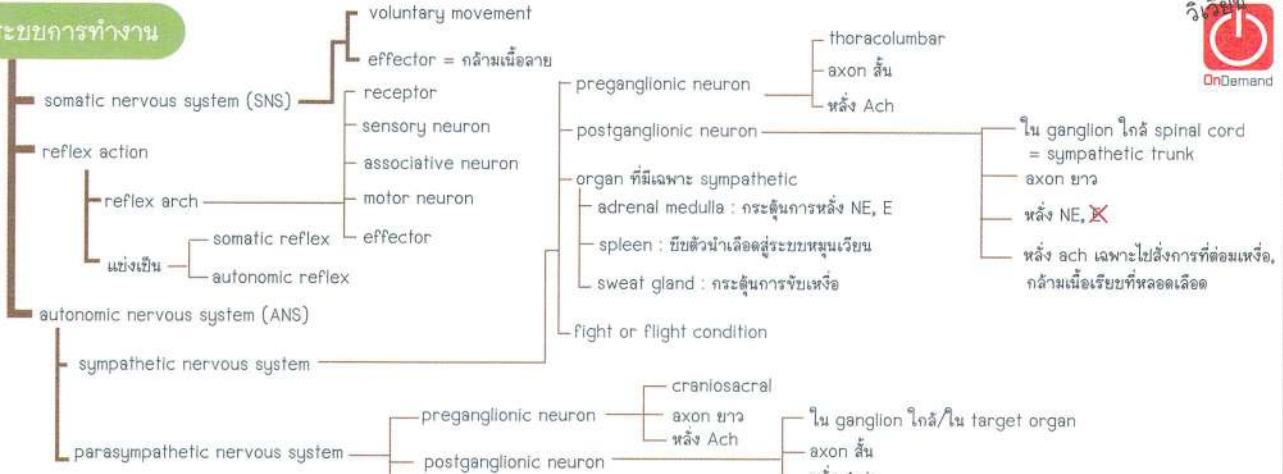 ระบบการทำงาน
วิเวียน
OnDemand
somatic nervous system (SNS)
voluntary movement
effector = กล้ามเนื้อลาย
reflex action
reflex arch
receptor
sensory neuron
associative neuron
motor neuron
effector
แบ่งเป็น
somatic reflex
autonomic reflex
autonomic nervous system (ANS)
sympathetic nervous system
preganglionic neuron
thoracolumbar
axon สั้น
หลั่ง Ach
postganglionic neuron
ใน ganglion ใกล้ spinal cord
= sympathetic trunk
axon ยาว
หลั่ง NE, E
หลั่ง ach เฉพาะไปสั่งการที่ต่อมเหงื่อ,
กล้ามเนื้อเรียบที่หลอดเลือด
organ ที่มีเฉพาะ sympathetic
adrenal medulla : กระตุ้นการหลั่ง NE, E
spleen : บีบตัวนำเลือดสู่ระบบหมุนเวียน
sweat gland : กระตุ้นการขับเหงื่อ
fight or flight condition
parasympathetic nervous system
preganglionic neuron
craniosacral
axon ยาว
หลั่ง Ach
postganglionic neuron
ใน ganglion ใกล้/ใน target organ
axon สั้น